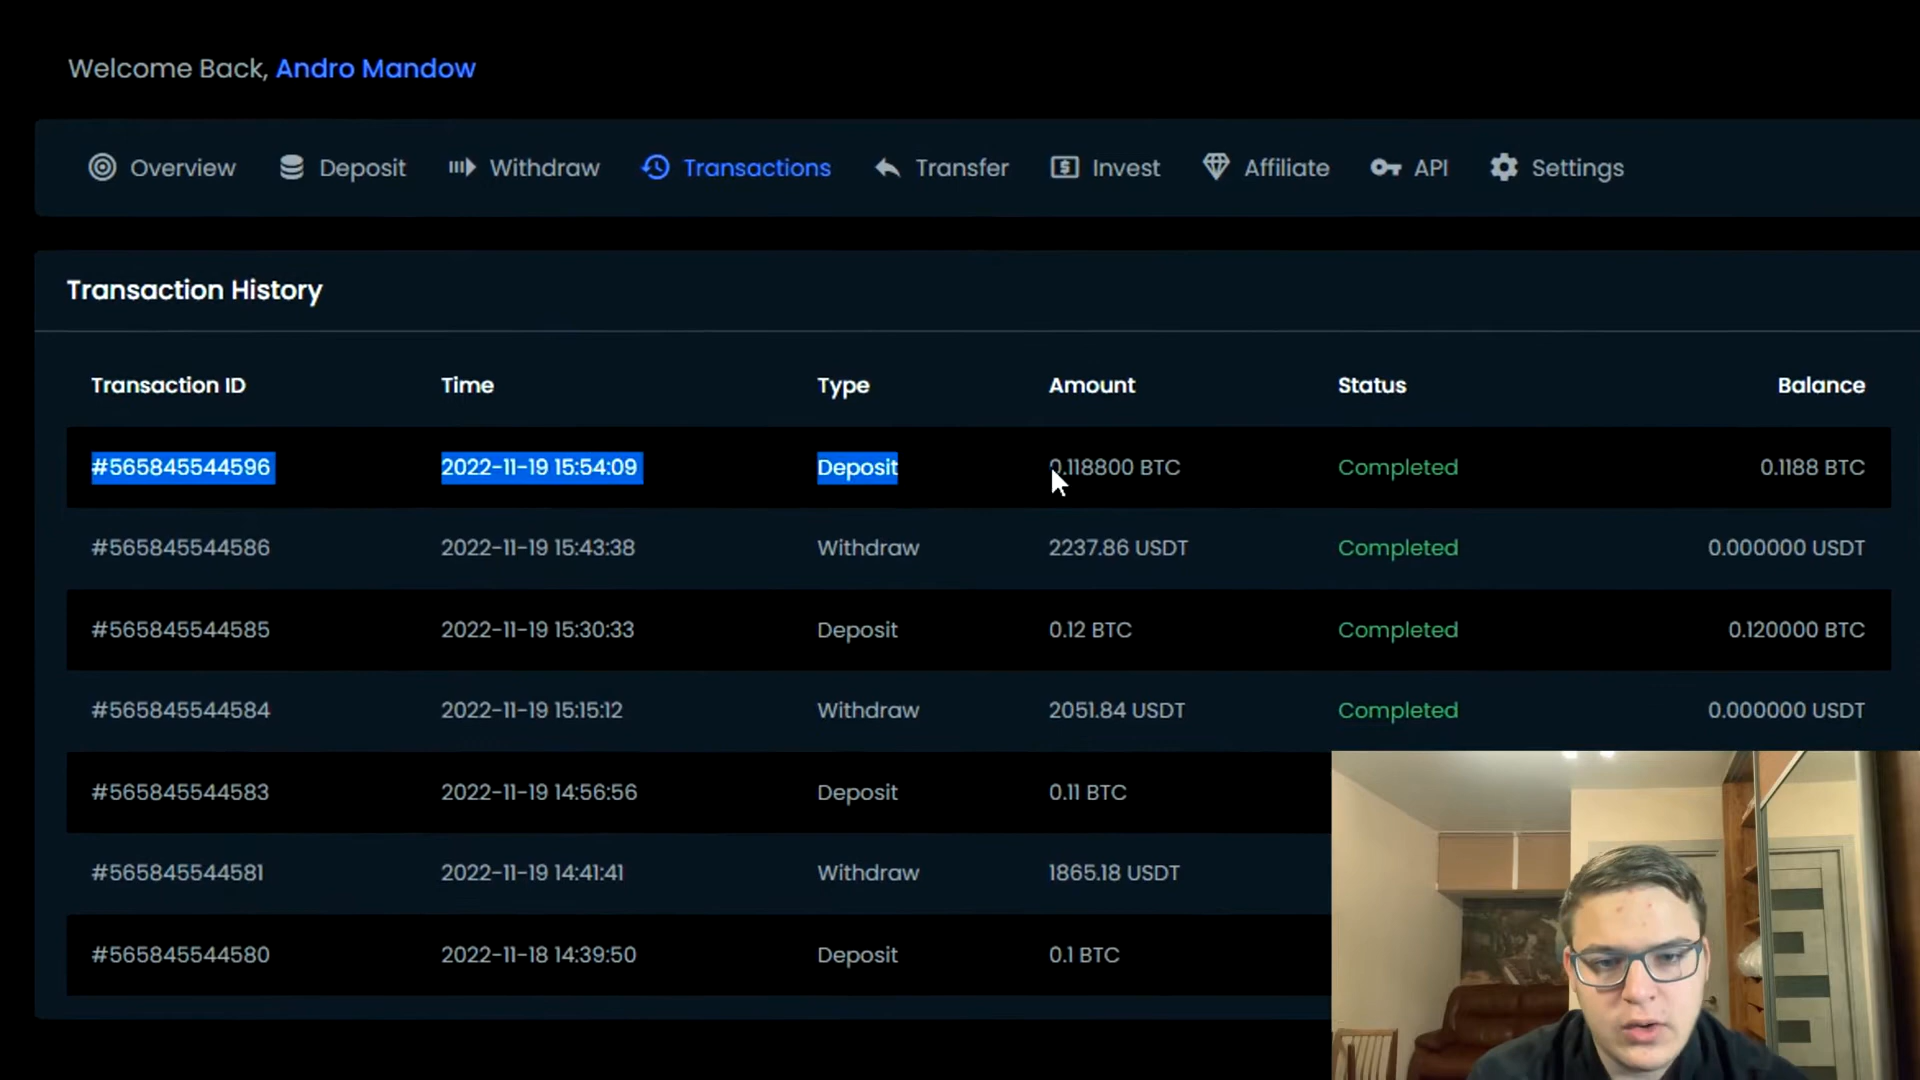 Welcome Back, Andro Mandow
Overview Deposit Withdraw Transactions Transfer Invest Affiliate API Settings
Transaction History
Transaction ID Time Type Amount Status Balance
#565845544596 2022-11-19 15:54:09 Deposit 0.118800 BTC Completed 0.1188 BTC
#565845544586 2022-11-19 15:43:38 Withdraw 2237.86 USDT Completed 0.000000 USDT
#565845544585 2022-11-19 15:30:33 Deposit 0.12 BTC Completed 0.120000 BTC
#565845544584 2022-11-19 15:15:12 Withdraw 2051.84 USDT Completed 0.000000 USDT
#565845544583 2022-11-19 14:56:56 Deposit 0.11 BTC
#565845544581 2022-11-19 14:41:41 Withdraw 1865.18 USDT
#565845544580 2022-11-18 14:39:50 Deposit 0.1 BTC